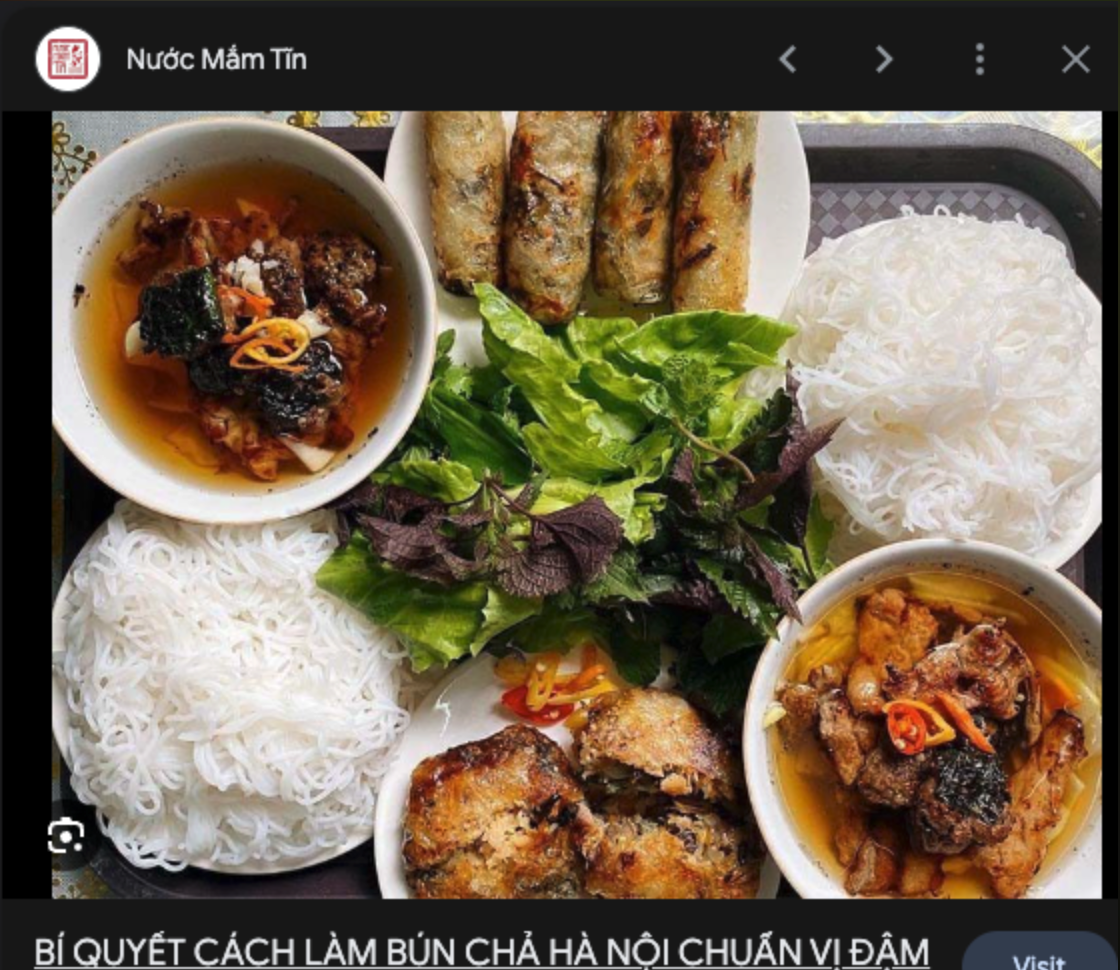 Nước Mắm Tĩn
BÍ QUYẾT CÁCH LÀM BÚN CHẢ HÀ NỘI CHUẨN VỊ ĐẬM
Visit